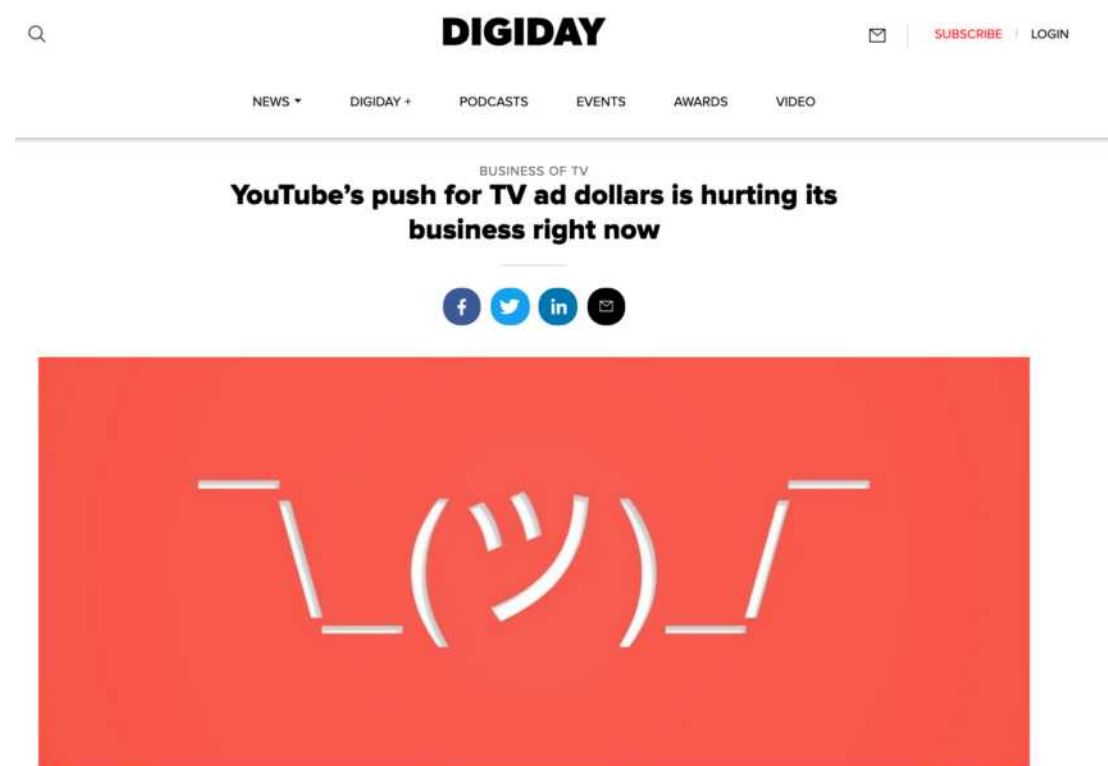 DIGIDAY
SUBSCRIBE
LOGIN
NEWS
DIGIDAY +
PODCASTS
EVENTS
AWARDS
VIDEO
BUSINESS OF TV
YouTube’s push for TV ad dollars is hurting its
business right now
f
in
¯\_(ツ)_/¯